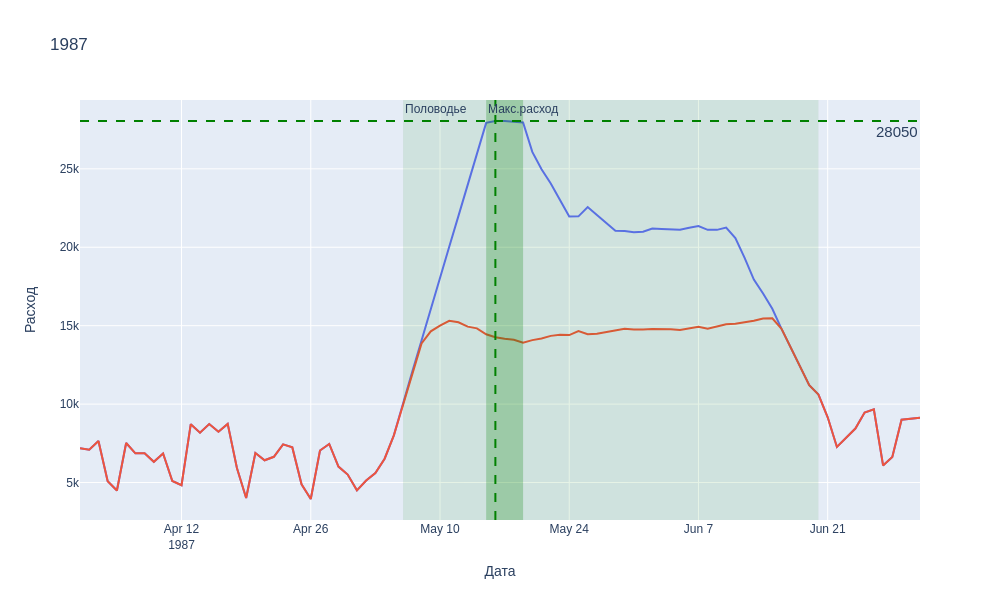 1987
Половодье
Макс.расход
28050
25k
20k
15k
10k
5k
Расход
Apr 12
1987
Apr 26
May 10
May 24
Jun 7
Jun 21
Дата